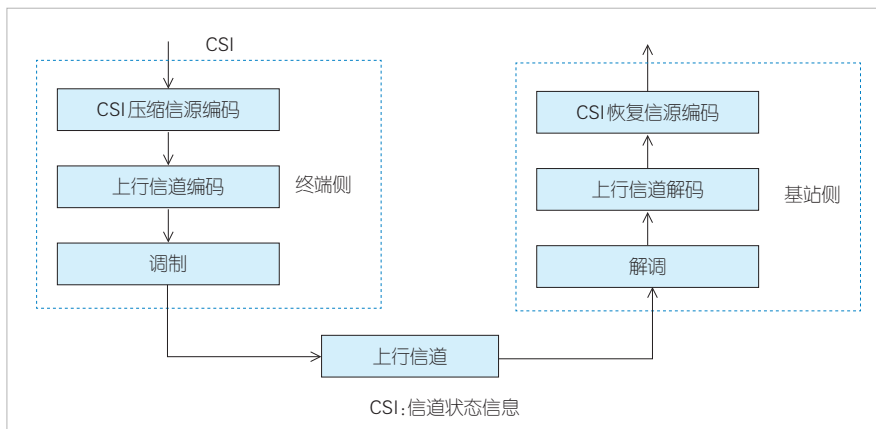 CSI
CSI压缩信源编码
上行信道编码
终端侧
调制
CSI恢复信源编码
上行信道解码
基站侧
解调
上行信道
CSI:信道状态信息